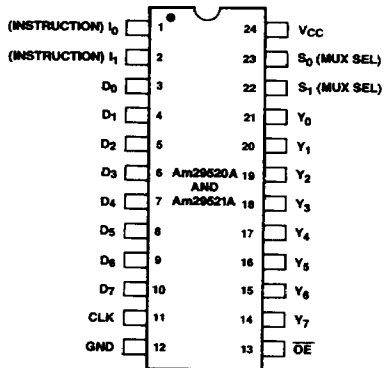 (INSTRUCTION) I0 1 24 VCC
(INSTRUCTION) I1 2 23 S0 (MUX SEL)
D0 3 22 S1 (MUX SEL)
D1 4 21 Y0
D2 5 20 Y1
D3 6 Am29520A 19 Y2
AND
D4 7 Am29521A 18 Y3
D5 8 17 Y4
D6 9 16 Y5
D7 10 15 Y6
CLK 11 14 Y7
GND 12 13 O̅E̅